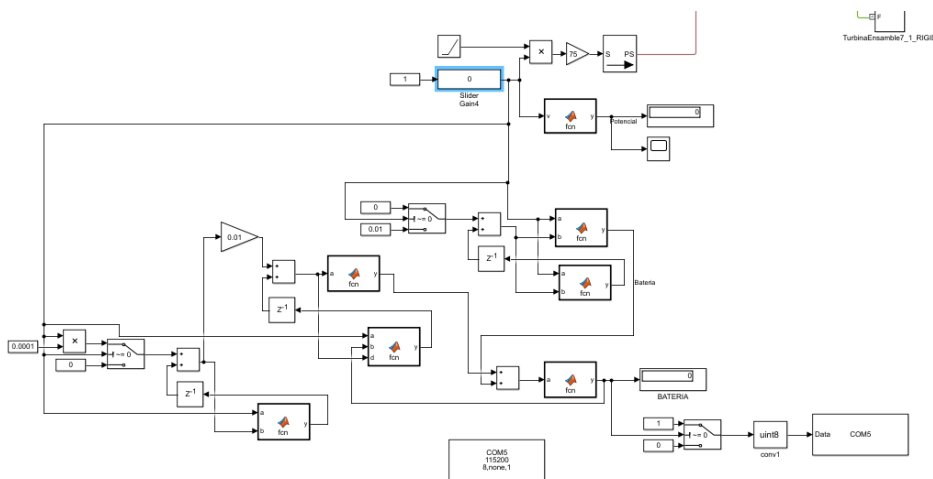 F
TurbinaEnsamble7_1_RIGID
×
75
S PS
1
0
Slider
Gain4
v
fcn
y
Potencial
0
0
~= 0
0.01
+
+
a
b
fcn
y
Z-1
a
b
fcn
y
Bateria
0.01
+
+
a
fcn
y
Z-1
a
b
d
fcn
y
0.0001
×
~= 0
0
+
+
Z-1
a
b
fcn
y
+
+
a
fcn
y
0
BATERIA
1
~= 0
0
uint8
conv1
Data
COM5
COM5
115200
8,none,1